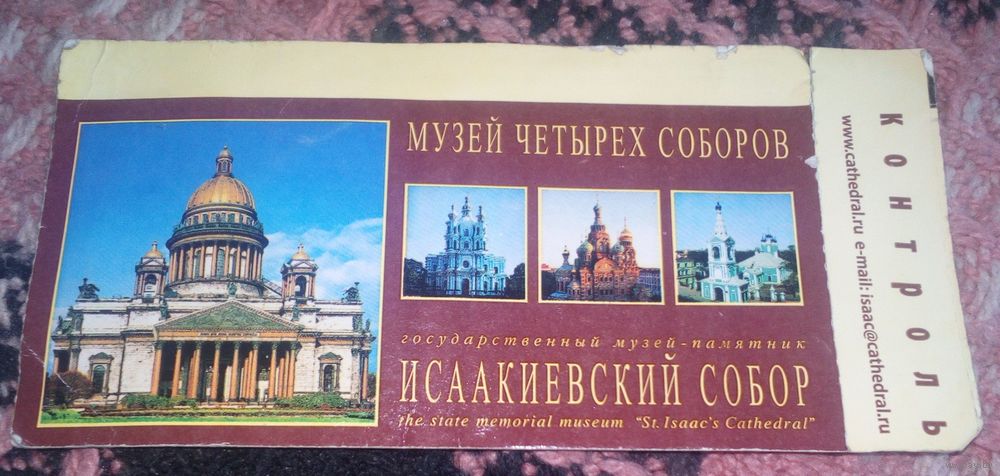 МУЗЕЙ ЧЕТЫРЕХ СОБОРОВ
государственный музей-памятник
ИСААКИЕВСКИЙ СОБОР
the state memorial museum "St. Isaac's Cathedral"
КОНТРОЛЬ
www.cathedral.ru e-mail: isaac@cathedral.ru